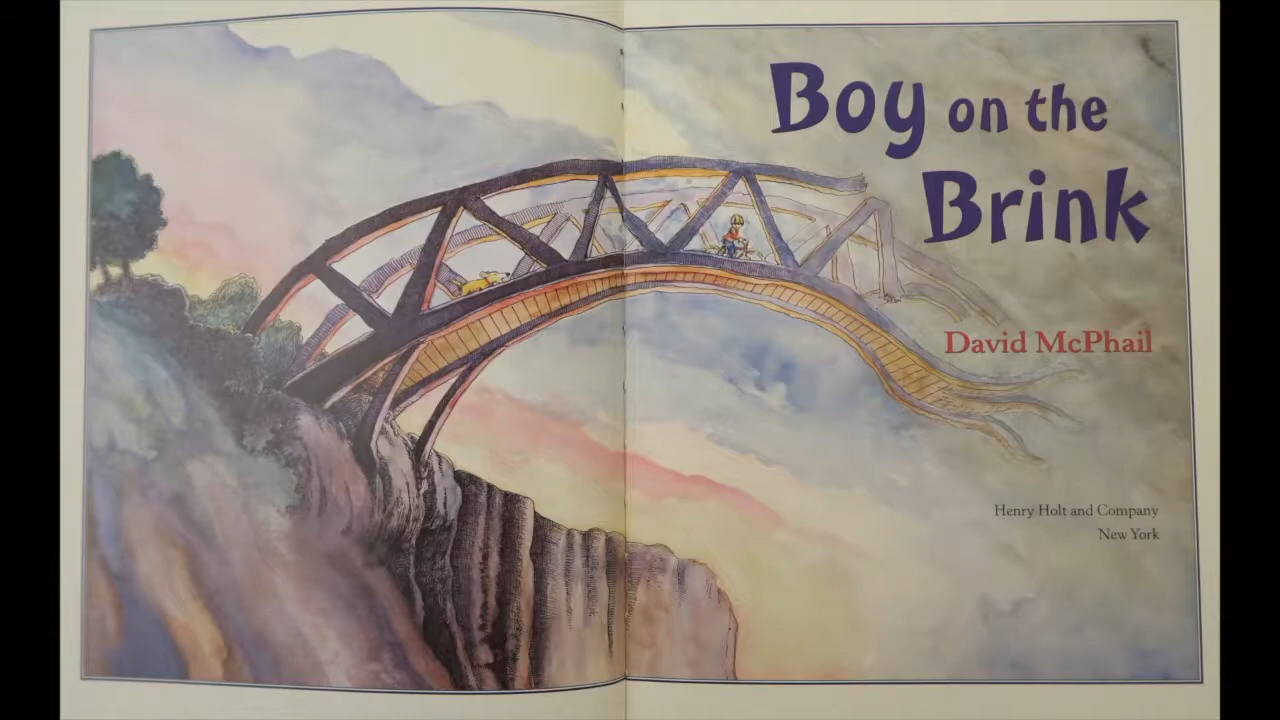 Boy on the
Brink
David McPhail
Henry Holt and Company
New York